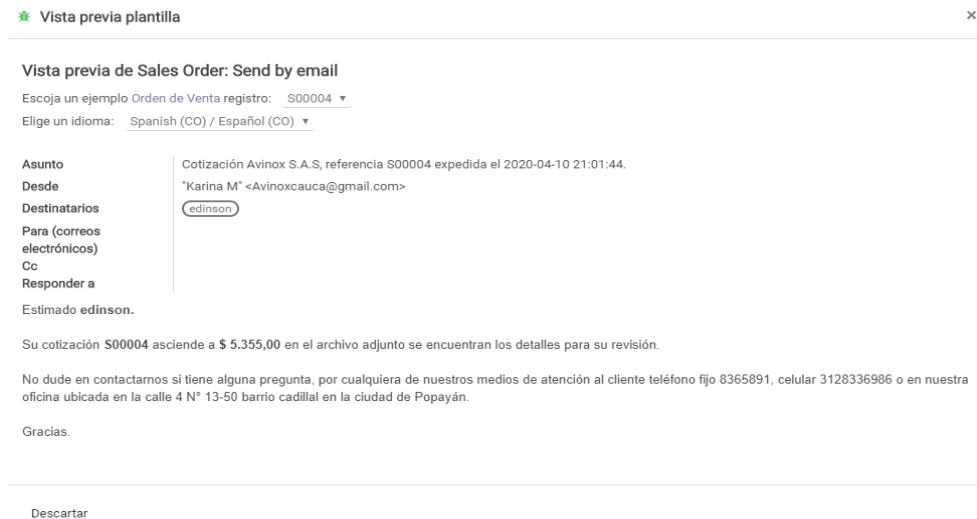 Vista previa plantilla
×
Vista previa de Sales Order: Send by email
Escoja un ejemplo Orden de Venta registro: S00004
Elige un idioma: Spanish (CO) / Español (CO)
Asunto Cotización Avinox S.A.S, referencia S00004 expedida el 2020-04-10 21:01:44.
Desde "Karina M" <Avinoxcauca@gmail.com>
Destinatarios edinson
Para (correos
electrónicos)
Cc
Responder a
Estimado edinson.
Su cotización S00004 asciende a $ 5.355,00 en el archivo adjunto se encuentran los detalles para su revisión.
No dude en contactarnos si tiene alguna pregunta, por cualquiera de nuestros medios de atención al cliente teléfono fijo 8365891, celular 3128336986 o en nuestra
oficina ubicada en la calle 4 N° 13-50 barrio cadillal en la ciudad de Popayán.
Gracias.
Descartar